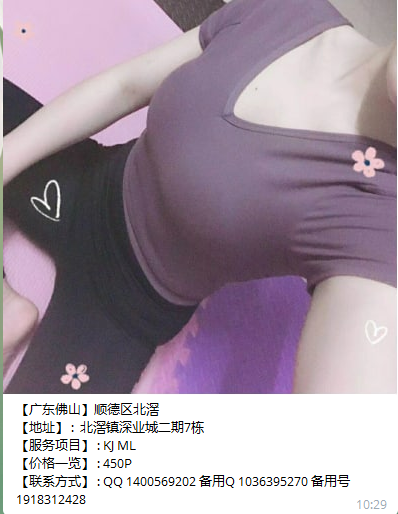 【广东佛山】顺德区北滘
【地址】: 北滘镇深业城二期7栋
【服务项目】: KJ ML
【价格一览】: 450P
【联系方式】: QQ 1400569202 备用Q 1036395270 备用号
1918312428
10:29